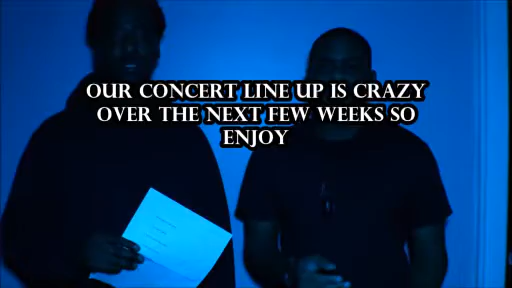 OUR CONCERT LINE UP IS CRAZY
OVER THE NEXT FEW WEEKS SO
ENJOY